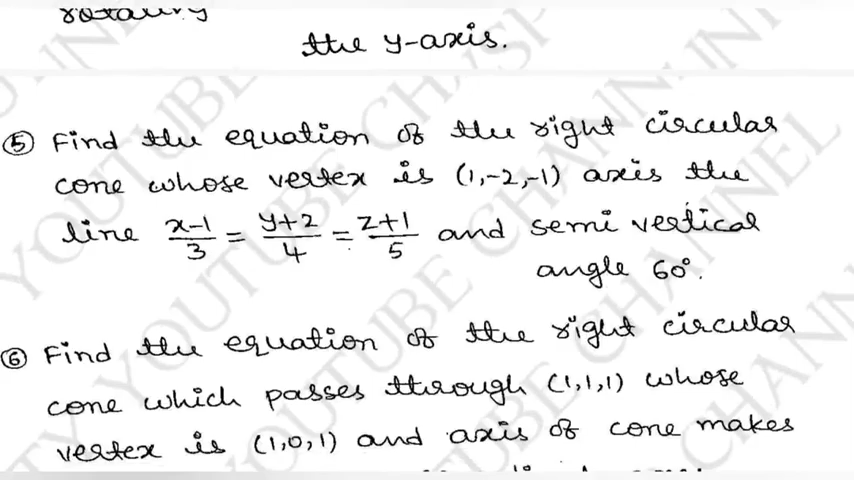 the y-axis.
⑤ Find the equation of the right circular
cone whose vertex is (1,-2,-1) axis the
line x-1/3 = y+2/4 = z+1/5 and semi vertical
angle 60°.
⑥ Find the equation of the right circular
cone which passes through (1,1,1) whose
vertex is (1,0,1) and axis of cone makes
YOUTUBE CHANNEL